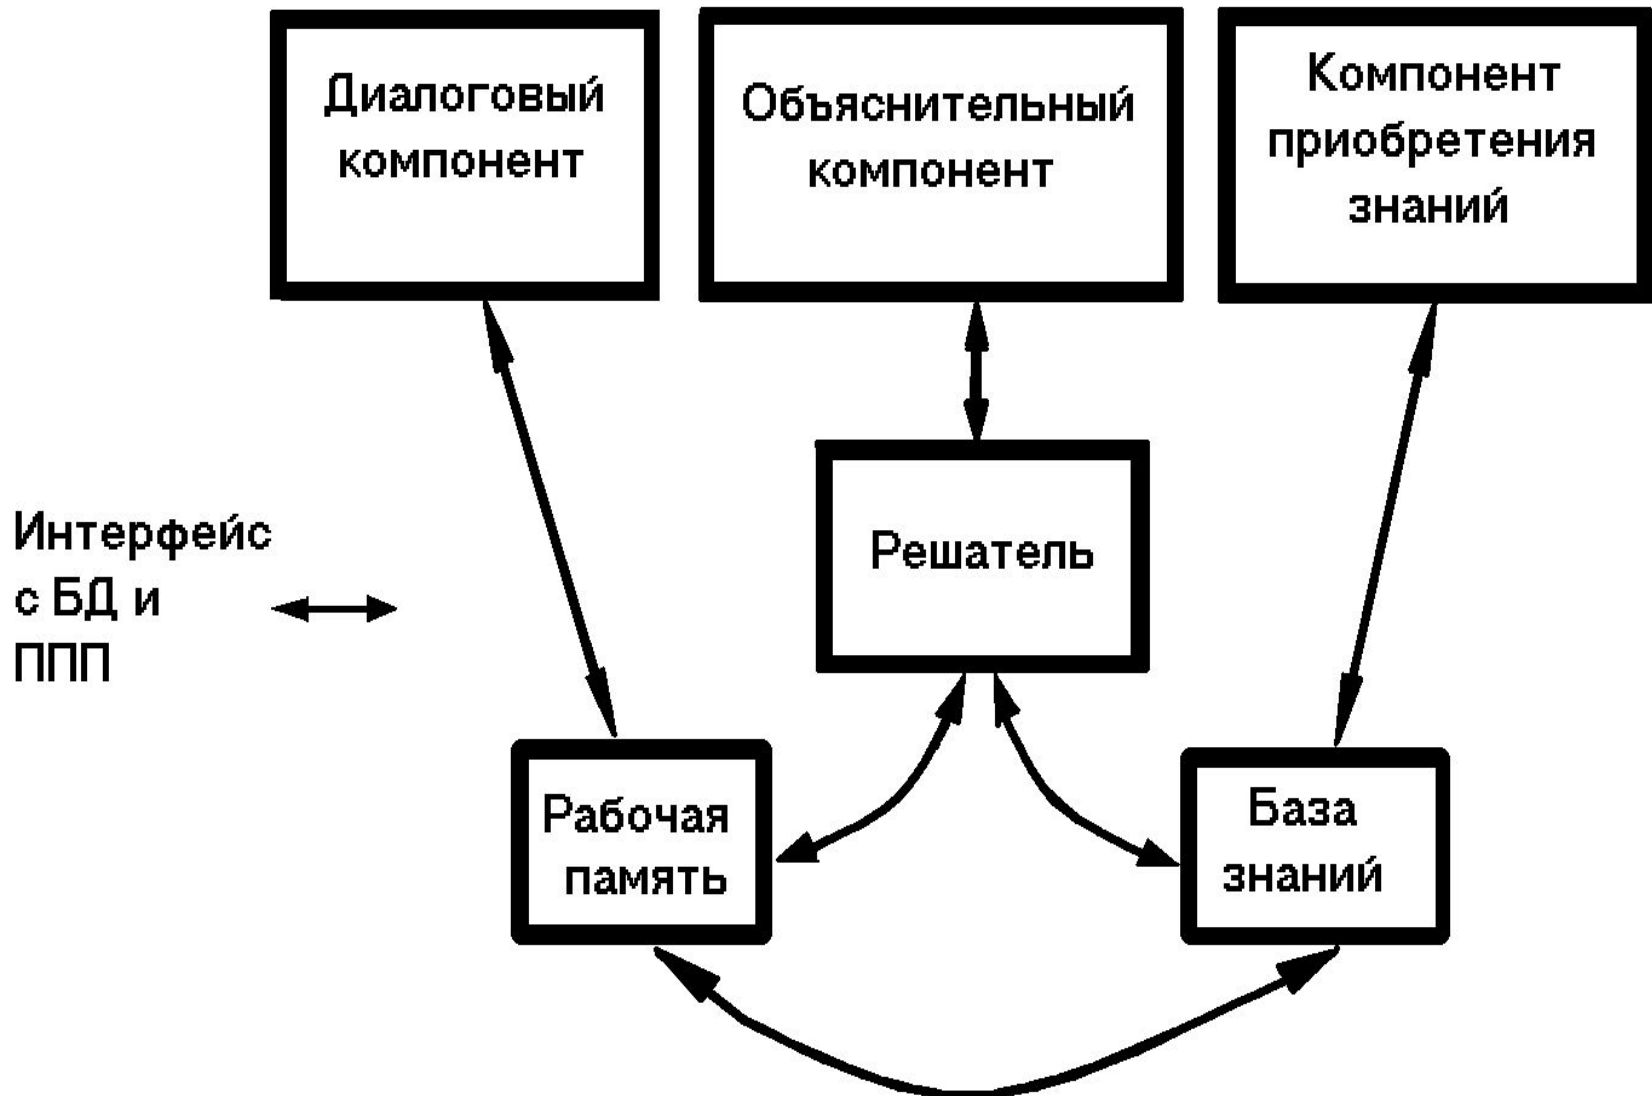 Диалоговый
компонент
Объяснительный
компонент
Компонент
приобретения
знаний
Интерфейс
с БД и
ППП
Решатель
Рабочая
память
База
знаний